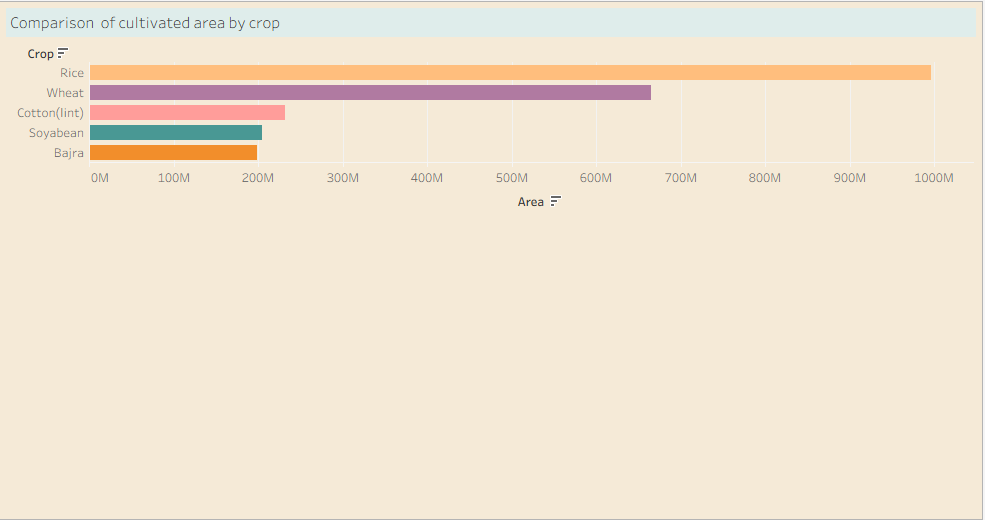 Comparison of cultivated area by crop
Crop
Rice
Wheat
Cotton(lint)
Soyabean
Bajra
0M 100M 200M 300M 400M 500M 600M 700M 800M 900M 1000M
Area